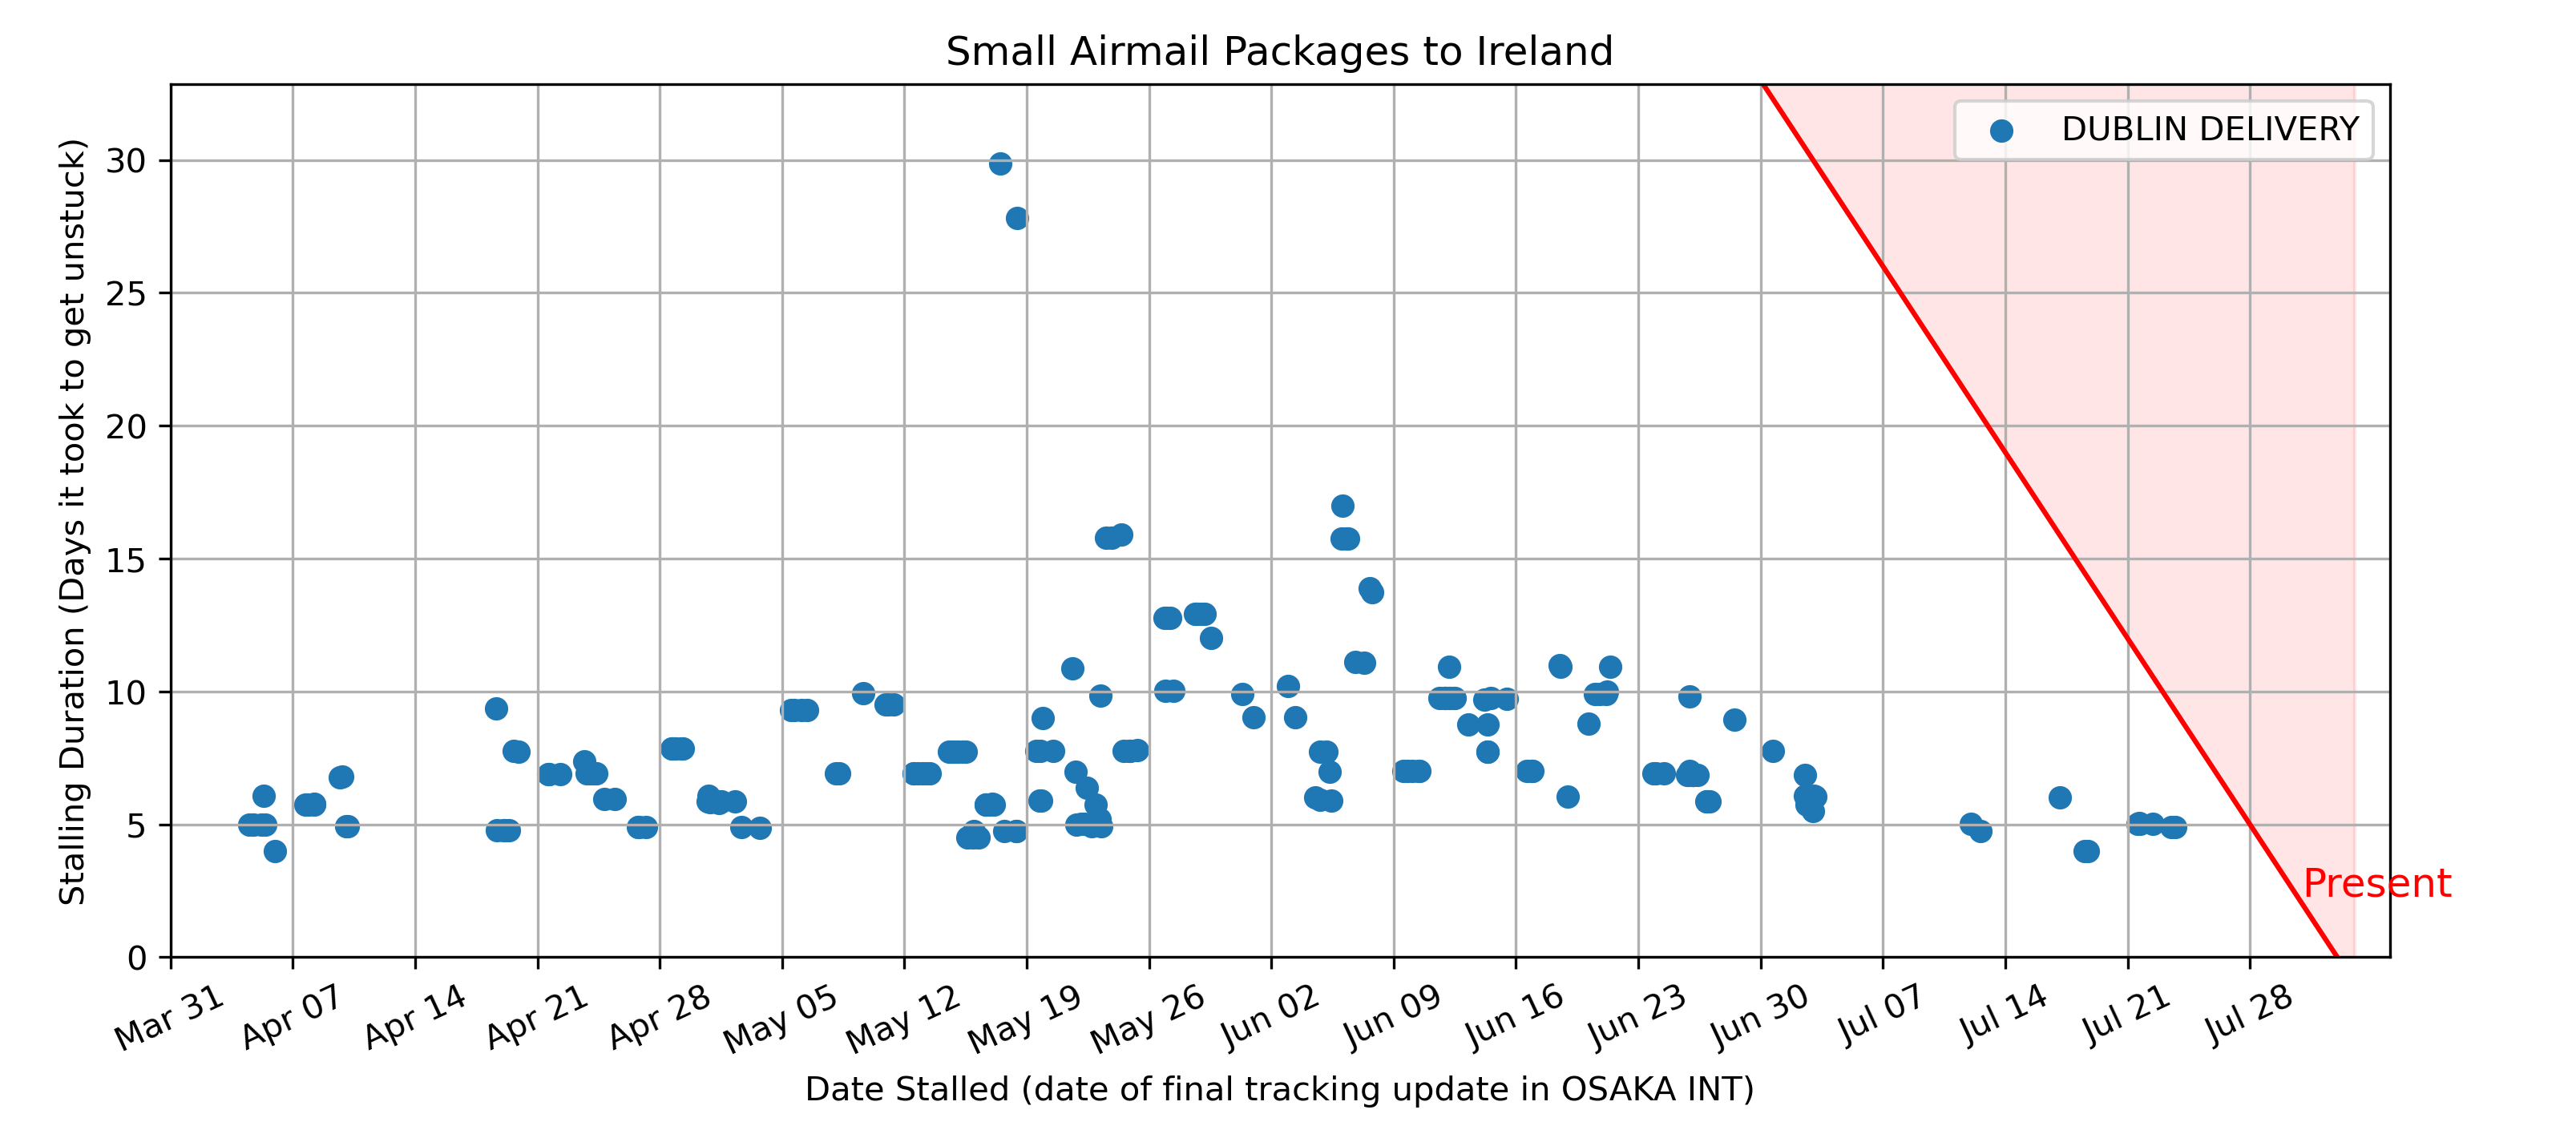 Small Airmail Packages to Ireland
DUBLIN DELIVERY
Stalling Duration (Days it took to get unstuck)
30
25
20
15
10
5
0
Present
Mar 31
Apr 07
Apr 14
Apr 21
Apr 28
May 05
May 12
May 19
May 26
Jun 02
Jun 09
Jun 16
Jun 23
Jun 30
Jul 07
Jul 14
Jul 21
Jul 28
Date Stalled (date of final tracking update in OSAKA INT)